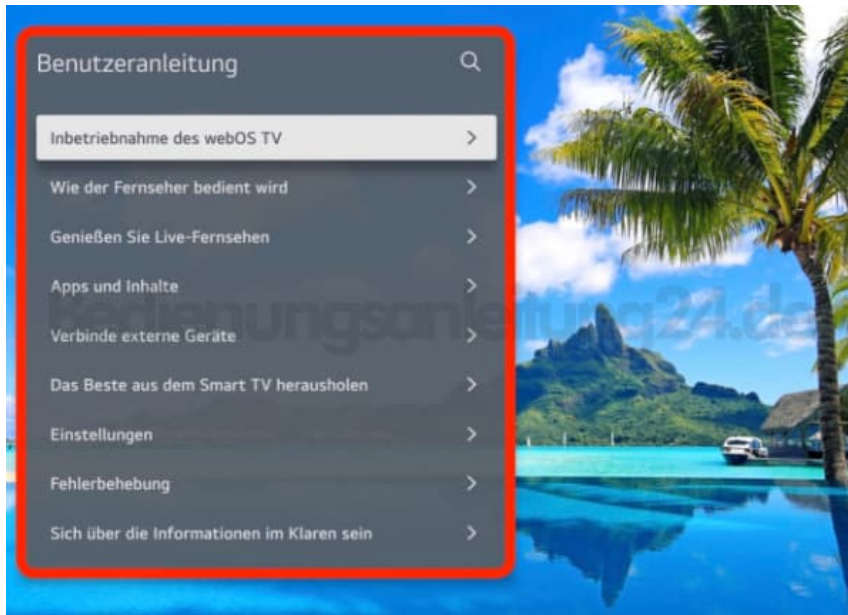 Benutzeranleitung
Inbetriebnahme des webOS TV
Wie der Fernseher bedient wird
Genießen Sie Live-Fernsehen
Apps und Inhalte
Bedienungsanleitung24.de
Verbinde externe Geräte
Das Beste aus dem Smart TV herausholen
Einstellungen
Fehlerbehebung
Sich über die Informationen im Klaren sein